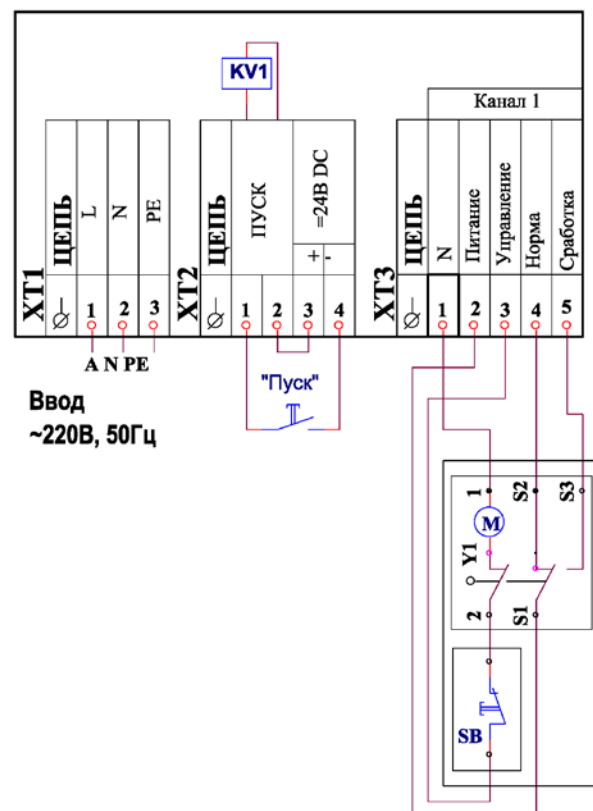 KV1
Канал 1
XT1
ЦЕПЬ
L
N
PE
1
2
3
A N PE
Ввод
~220В, 50Гц
XT2
ЦЕПЬ
ПУСК
=24В DC
+
-
1
2
3
4
"Пуск"
XT3
ЦЕПЬ
N
Питание
Управление
Норма
Сработка
1
2
3
4
5
1
S2
S3
M
Y1
2
S1
SB